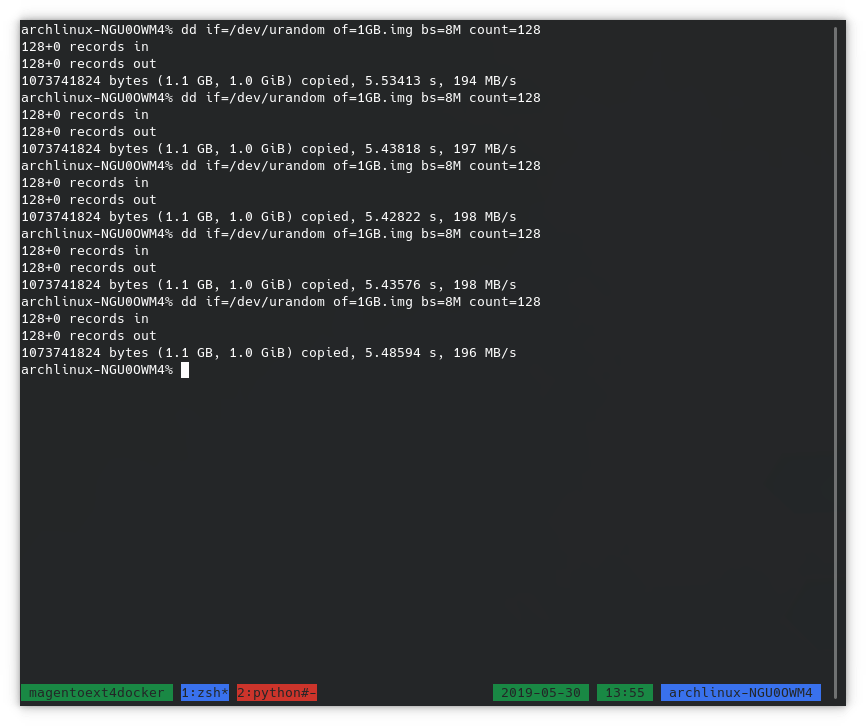 archlinux-NGU0OWM4% dd if=/dev/urandom of=1GB.img bs=8M count=128
128+0 records in
128+0 records out
1073741824 bytes (1.1 GB, 1.0 GiB) copied, 5.53413 s, 194 MB/s
archlinux-NGU0OWM4% dd if=/dev/urandom of=1GB.img bs=8M count=128
128+0 records in
128+0 records out
1073741824 bytes (1.1 GB, 1.0 GiB) copied, 5.43818 s, 197 MB/s
archlinux-NGU0OWM4% dd if=/dev/urandom of=1GB.img bs=8M count=128
128+0 records in
128+0 records out
1073741824 bytes (1.1 GB, 1.0 GiB) copied, 5.42822 s, 198 MB/s
archlinux-NGU0OWM4% dd if=/dev/urandom of=1GB.img bs=8M count=128
128+0 records in
128+0 records out
1073741824 bytes (1.1 GB, 1.0 GiB) copied, 5.43576 s, 198 MB/s
archlinux-NGU0OWM4% dd if=/dev/urandom of=1GB.img bs=8M count=128
128+0 records in
128+0 records out
1073741824 bytes (1.1 GB, 1.0 GiB) copied, 5.48594 s, 196 MB/s
archlinux-NGU0OWM4%
magentoext4docker 1:zsh* 2:python#- 2019-05-30 13:55 archlinux-NGU0OWM4